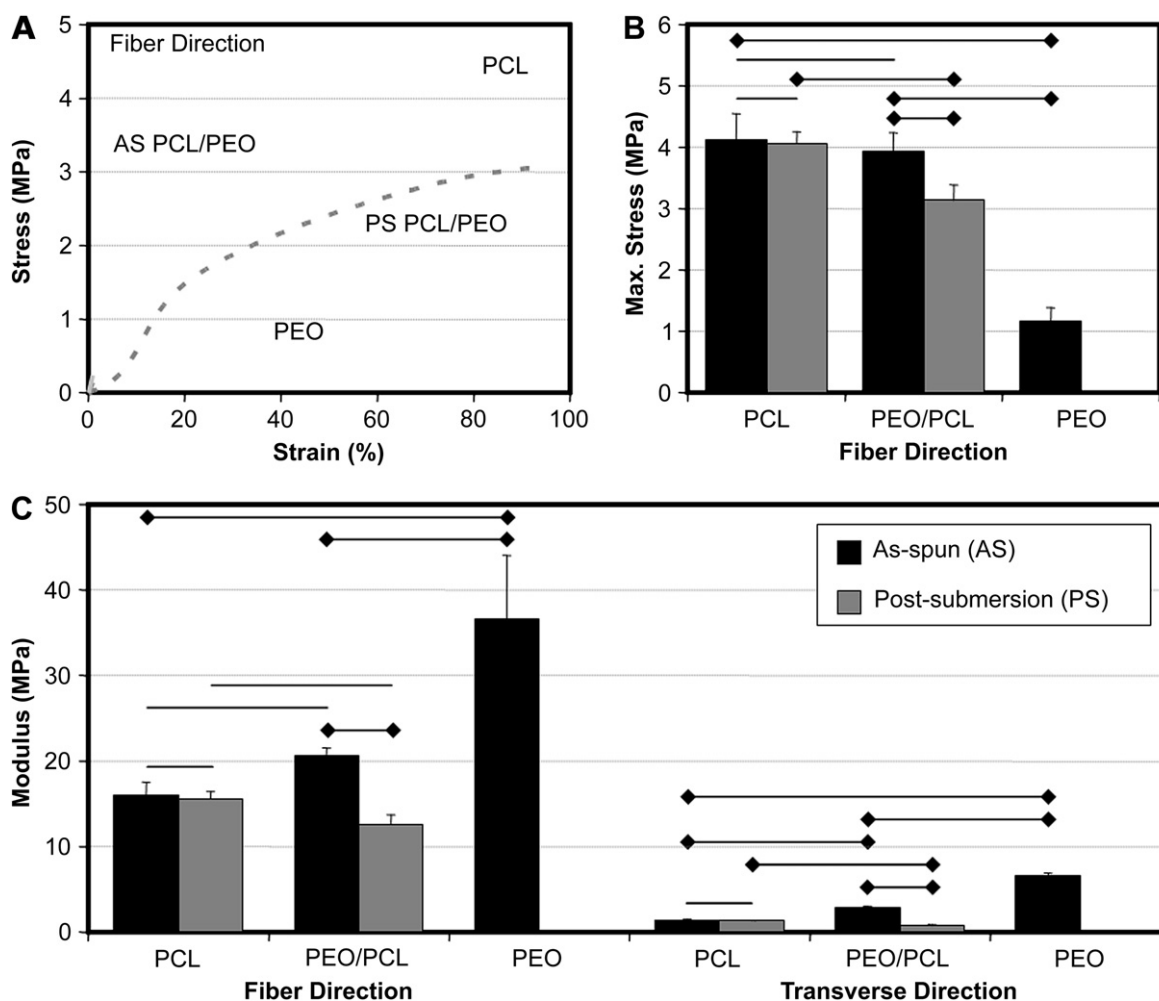 A
Fiber Direction
PCL
AS PCL/PEO
PS PCL/PEO
PEO
Stress (MPa)
5
4
3
2
1
0
0 20 40 60 80 100
Strain (%)
B
Max. Stress (MPa)
6
5
4
3
2
1
0
PCL PEO/PCL PEO
Fiber Direction
C
Modulus (MPa)
50
40
30
20
10
0
As-spun (AS)
Post-submersion (PS)
PCL PEO/PCL PEO PCL PEO/PCL PEO
Fiber Direction Transverse Direction